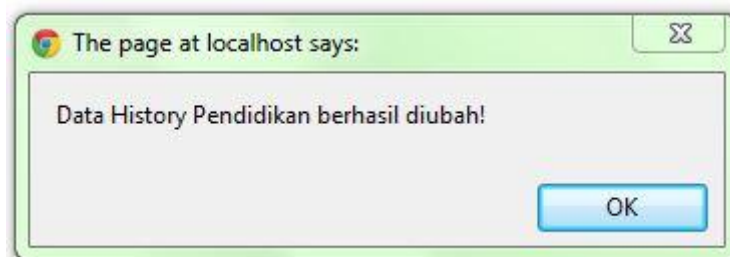 The page at localhost says:
Data History Pendidikan berhasil diubah!
OK